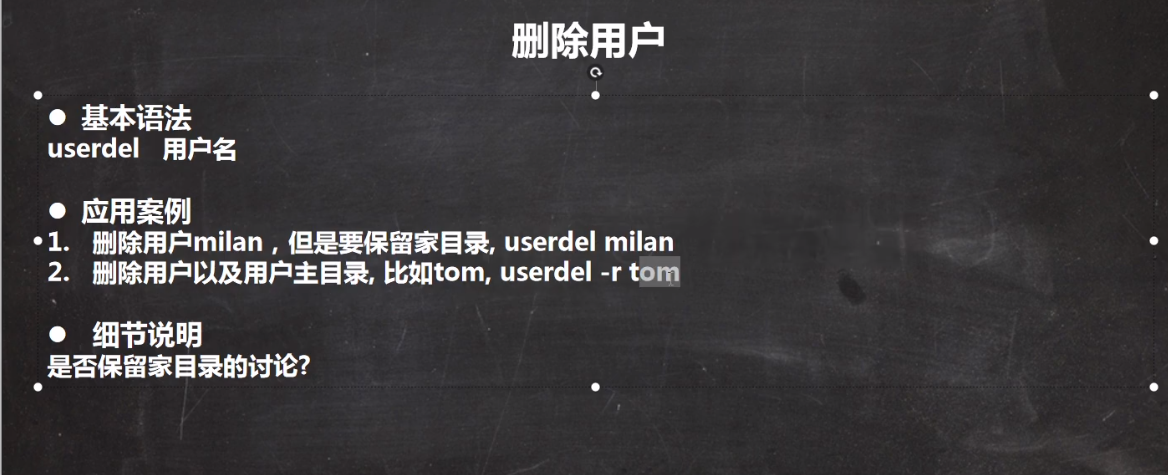 删除用户
● 基本语法
userdel 用户名
● 应用案例
1. 删除用户milan，但是要保留家目录, userdel milan
2. 删除用户以及用户主目录, 比如tom, userdel -r tom
● 细节说明
是否保留家目录的讨论?